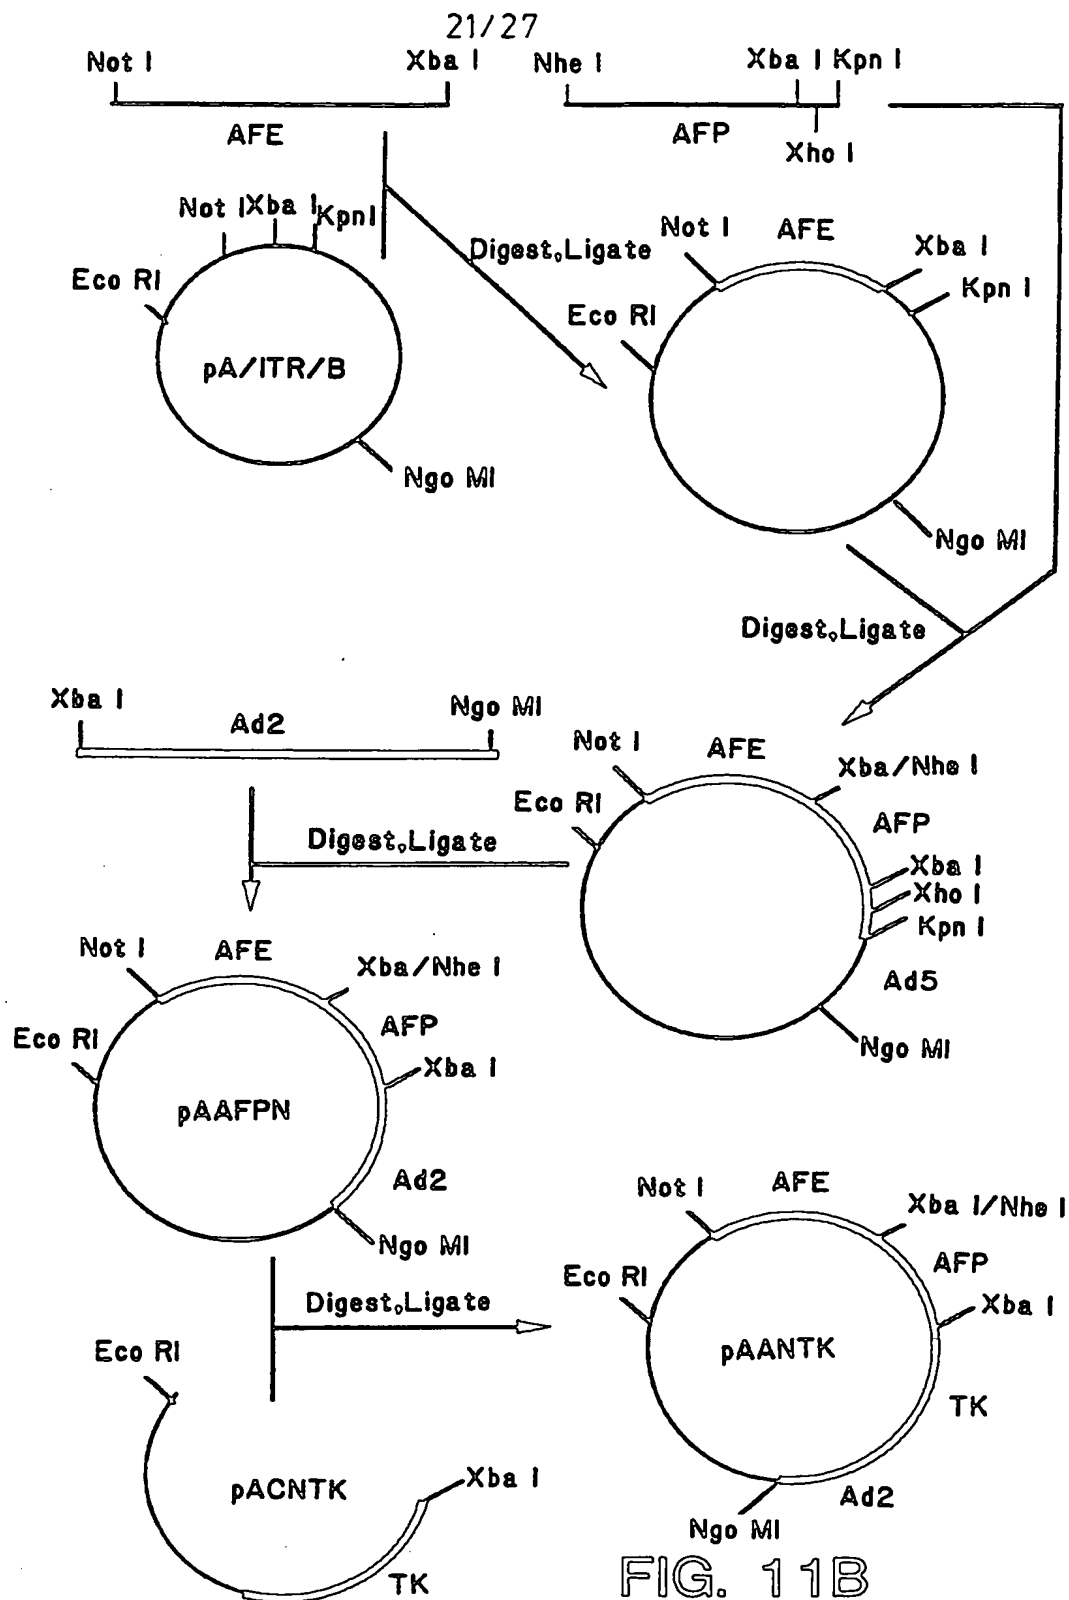 21/27
Not I
Xba I
Nhe I
Xba I Kpn I
AFE
AFP
Xho I
Not I Xba I Kpn I
Eco RI
pA/ITR/B
Ngo MI
Digest,Ligate
Not I
AFE
Xba I
Kpn I
Eco RI
Ngo MI
Digest,Ligate
Xba I
Ad2
Ngo MI
Not I
AFE
Xba/Nhe I
Eco RI
AFP
Digest,Ligate
Xba I
Xho I
Kpn I
Ad5
Ngo MI
Not I
AFE
Xba/Nhe I
Eco RI
AFP
Xba I
pAAFPN
Ad2
Ngo MI
Digest,Ligate
Not I
AFE
Xba I/Nhe I
Eco RI
AFP
Xba I
pAANTK
TK
Ad2
Ngo MI
Eco RI
Xba I
pACNTK
TK
FIG. 11B